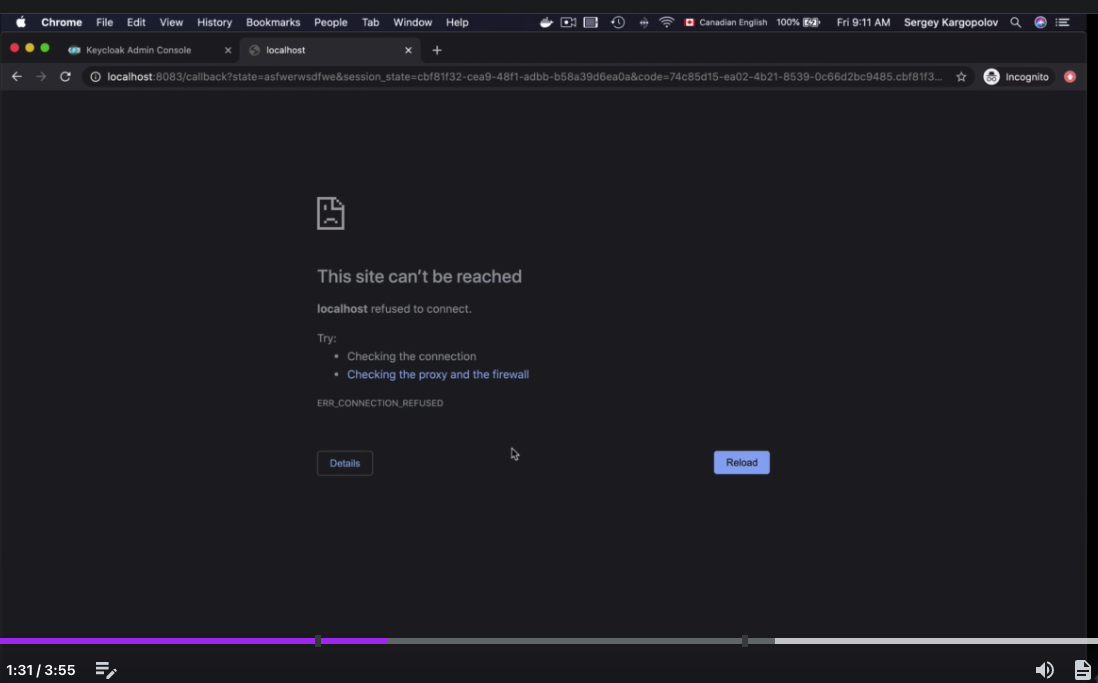 Chrome File Edit View History Bookmarks People Tab Window Help Canadian English 100% Fri 9:11 AM Sergey Kargopolov
Keycloak Admin Console localhost
localhost:8083/callback?state=asfwerwsdfwe&session_state=cbf81f32-cea9-48f1-adbb-b58a39d6ea0a&code=74c85d15-ea02-4b21-8539-0c66d2bc9485.cbf81f3... Incognito
This site can't be reached
localhost refused to connect.
Try:
• Checking the connection
• Checking the proxy and the firewall
ERR_CONNECTION_REFUSED
Details Reload
1:31 / 3:55